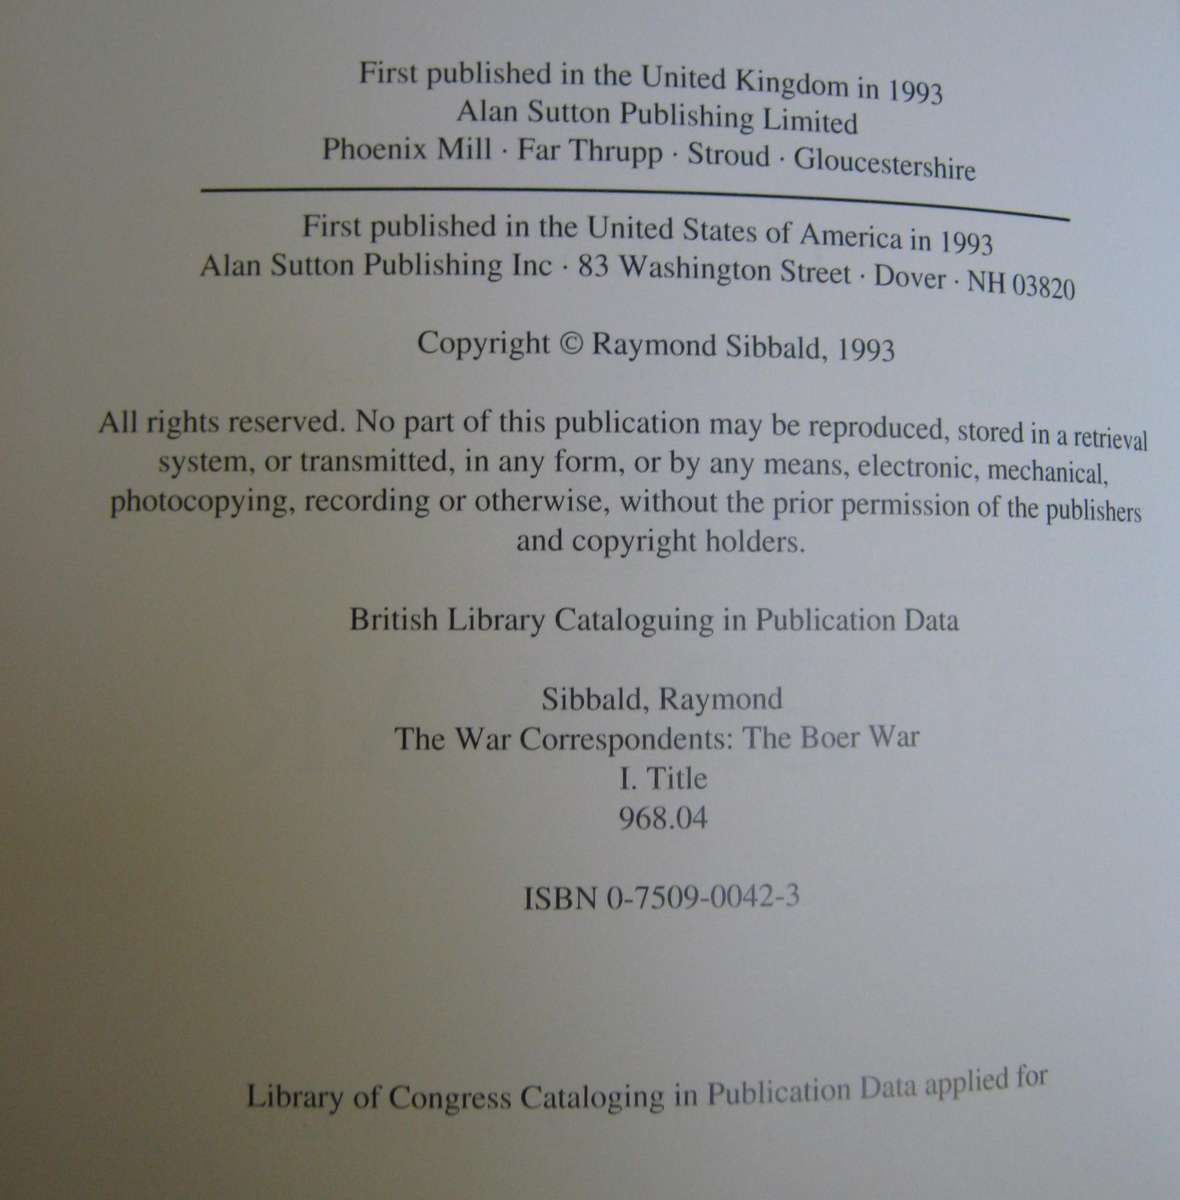 First published in the United Kingdom in 1993
Alan Sutton Publishing Limited
Phoenix Mill · Far Thrupp · Stroud · Gloucestershire
First published in the United States of America in 1993
Alan Sutton Publishing Inc · 83 Washington Street · Dover · NH 03820
Copyright © Raymond Sibbald, 1993
All rights reserved. No part of this publication may be reproduced, stored in a retrieval
system, or transmitted, in any form, or by any means, electronic, mechanical,
photocopying, recording or otherwise, without the prior permission of the publishers
and copyright holders.
British Library Cataloguing in Publication Data
Sibbald, Raymond
The War Correspondents: The Boer War
I. Title
968.04
ISBN 0-7509-0042-3
Library of Congress Cataloging in Publication Data applied for